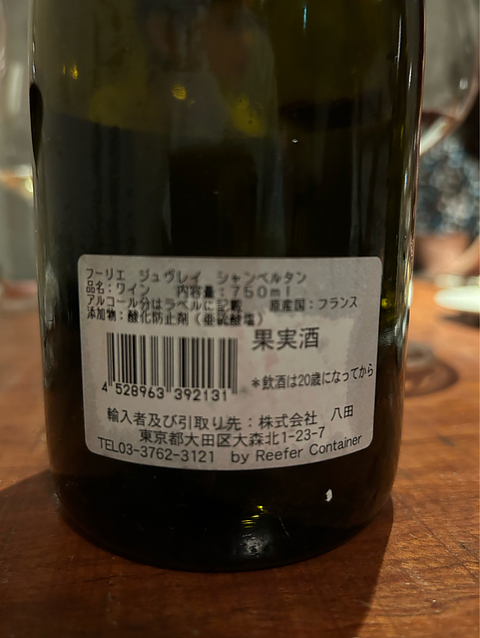 フーリエ ジュヴレイ シャンベルタン
品名：ワイン 内容量：750ml
アルコール分はラベルに記載 原産国：フランス
添加物：酸化防止剤（亜硫酸塩）
果実酒
4 528963 392131
＊飲酒は20歳になってから
輸入者及び引取り先：株式会社 八田
東京都大田区大森北1-23-7
TEL03-3762-3121 by Reefer Container